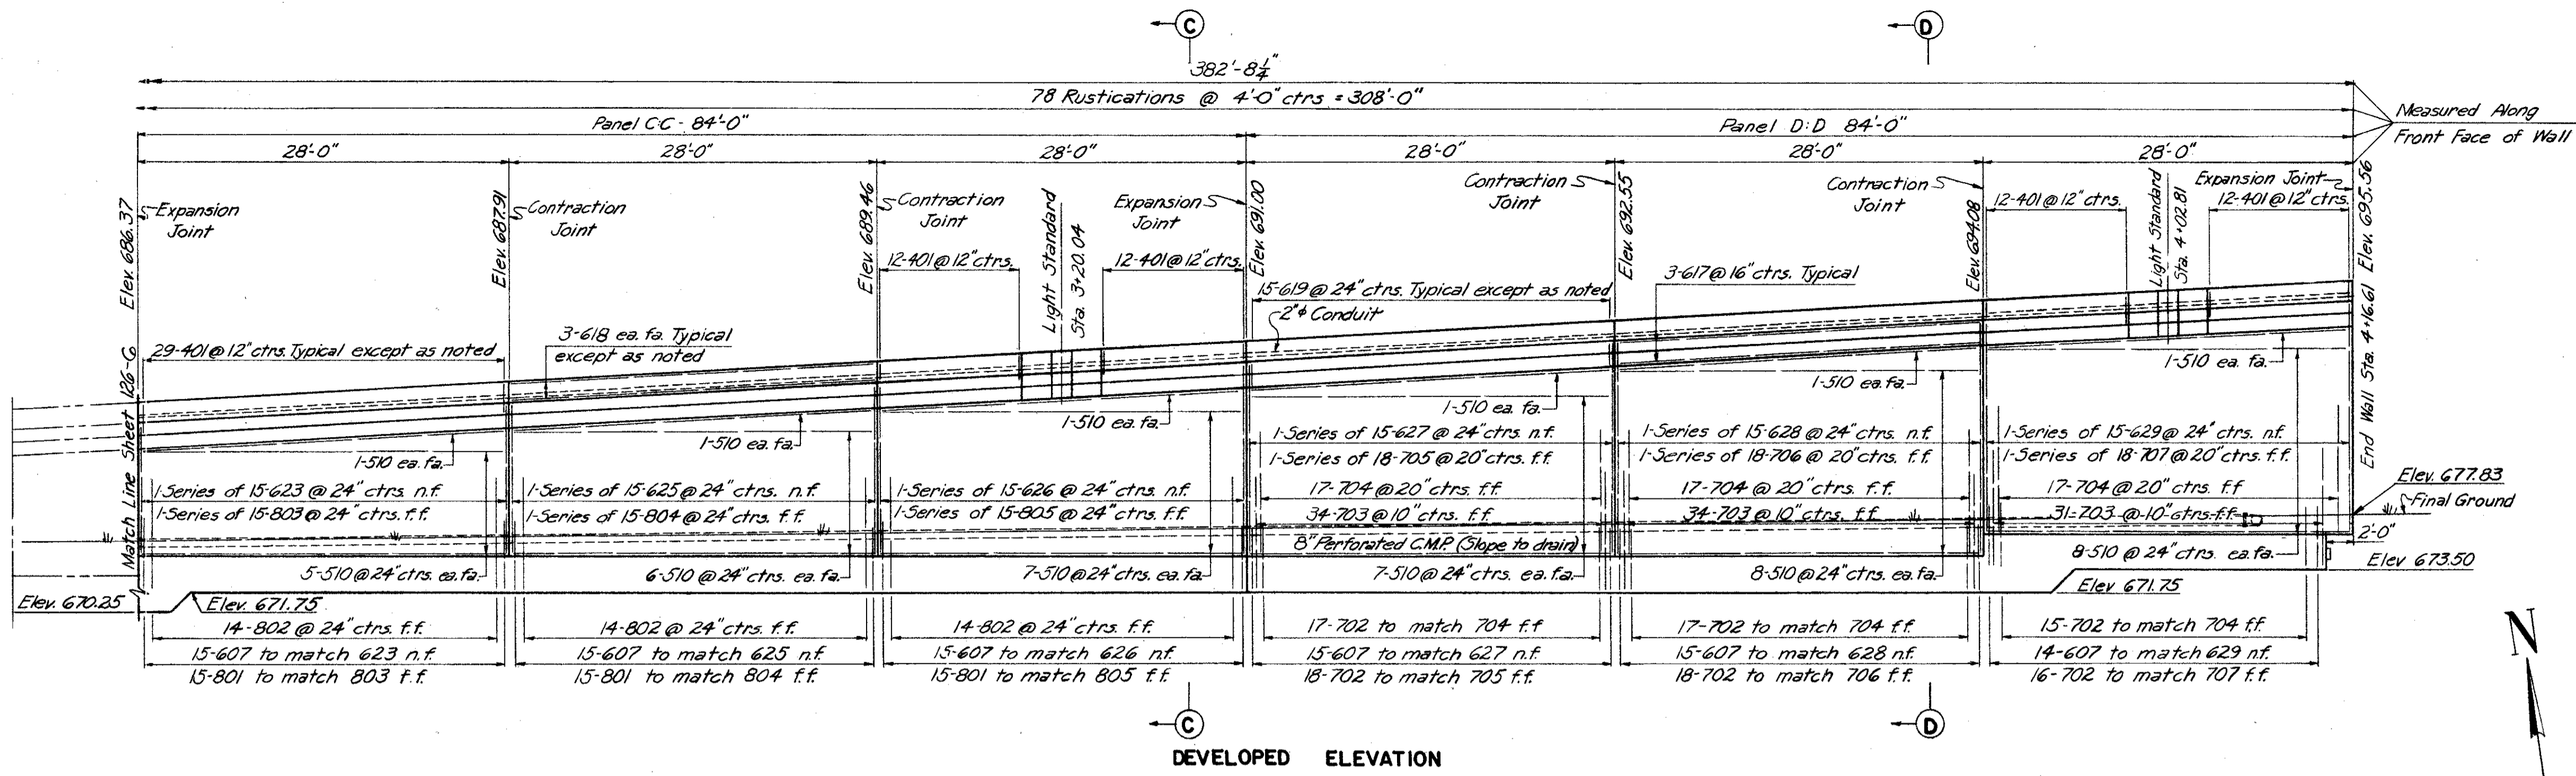 C
D
382'-8¼"
78 Rustications @ 4'-0" ctrs = 308'-0"
Measured Along
Front Face of Wall
Panel C:C - 84'-0"
Panel D:D 84'-0"
28'-0"
28'-0"
28'-0"
28'-0"
28'-0"
28'-0"
Elev. 686.37
Expansion
Joint
Elev. 687.91
Contraction
Joint
Elev. 689.46
Contraction
Joint
12-401 @ 12" ctrs.
Light Standard
Sta. 3+20.04
Expansion
Joint
12-401 @ 12" ctrs.
Elev. 691.00
Contraction
Joint
Elev. 692.55
Contraction
Joint
Elev. 694.08
12-401 @ 12" ctrs.
Light Standard
Sta. 4+02.81
Expansion Joint
12-401 @ 12" ctrs.
Elev. 695.56
End Wall Sta. 4+16.61
Match Line Sheet 126-G
29-401 @ 12" ctrs. Typical except as noted
3-618 ea. fa. Typical
except as noted
15-619 @ 24" ctrs. Typical except as noted
2"φ Conduit
3-617 @ 16" ctrs. Typical
1-510 ea. fa.
1-510 ea. fa.
1-510 ea. fa.
1-510 ea. fa.
1-510 ea. fa.
1-510 ea. fa.
1-Series of 15-627 @ 24" ctrs. n.f.
1-Series of 18-705 @ 20" ctrs. f.f.
1-Series of 15-628 @ 24" ctrs. n.f.
1-Series of 18-706 @ 20" ctrs. f.f.
1-Series of 15-629 @ 24" ctrs. n.f.
1-Series of 18-707 @ 20" ctrs. f.f.
1-Series of 15-623 @ 24" ctrs. n.f.
1-Series of 15-803 @ 24" ctrs. f.f.
1-Series of 15-625 @ 24" ctrs. n.f.
1-Series of 15-804 @ 24" ctrs. f.f.
1-Series of 15-626 @ 24" ctrs. n.f.
1-Series of 15-805 @ 24" ctrs. f.f.
17-704 @ 20" ctrs. f.f.
34-703 @ 10" ctrs. f.f.
17-704 @ 20" ctrs. f.f.
34-703 @ 10" ctrs. f.f.
17-704 @ 20" ctrs. f.f
31-703 @ 10" ctrs. f.f.
8" Perforated C.M.P. (Slope to drain)
Elev. 677.83
Final Ground
2'-0"
Elev 673.50
5-510 @ 24" ctrs. ea. fa.
6-510 @ 24" ctrs. ea. fa.
7-510 @ 24" ctrs. ea. fa.
7-510 @ 24" ctrs. ea. fa.
8-510 @ 24" ctrs. ea. fa.
8-510 @ 24" ctrs. ea. fa.
Elev. 670.25
Elev. 671.75
Elev 671.75
14-802 @ 24" ctrs. f.f.
15-607 to match 623 n.f.
15-801 to match 803 f.f.
14-802 @ 24" ctrs. f.f.
15-607 to match 625 n.f.
15-801 to match 804 f.f.
14-802 @ 24" ctrs. f.f.
15-607 to match 626 n.f.
15-801 to match 805 f.f.
17-702 to match 704 f.f
15-607 to match 627 n.f.
18-702 to match 705 f.f.
17-702 to match 704 f.f.
15-607 to match 628 n.f.
18-702 to match 706 f.f.
15-702 to match 704 f.f.
14-607 to match 629 n.f.
16-702 to match 707 f.f.
N
C
D
DEVELOPED ELEVATION